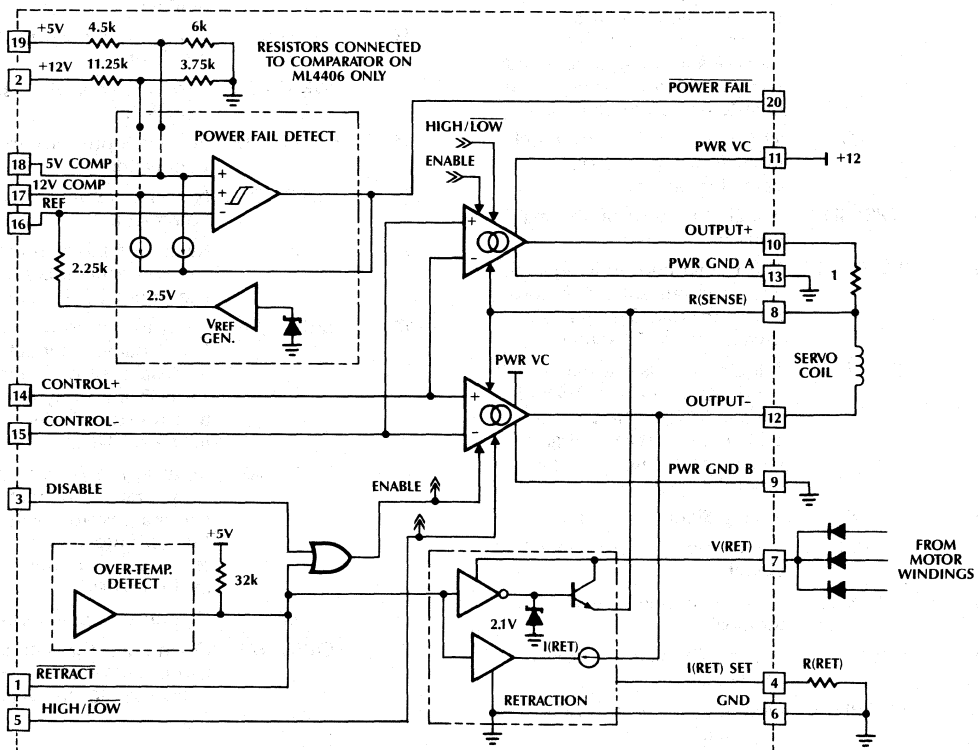 19
+5V
4.5k
6k
RESISTORS CONNECTED
TO COMPARATOR ON
ML4406 ONLY
2
+12V
11.25k
3.75k
POWER FAIL
20
POWER FAIL DETECT
HIGH/LOW
ENABLE
PWR VC
11
+12
18
5V COMP
17
12V COMP
16
REF
+
+
−
+
−
OUTPUT+
10
PWR GND A
13
1
2.25k
2.5V
VREF
GEN.
R(SENSE)
8
SERVO
COIL
PWR VC
14
CONTROL+
15
CONTROL−
+
−
OUTPUT−
12
PWR GND B
9
3
DISABLE
ENABLE
+5V
OVER-TEMP.
DETECT
32k
V(RET)
7
FROM
MOTOR
WINDINGS
2.1V
I(RET)
RETRACTION
1
RETRACT
5
HIGH/LOW
I(RET) SET
4
R(RET)
GND
6